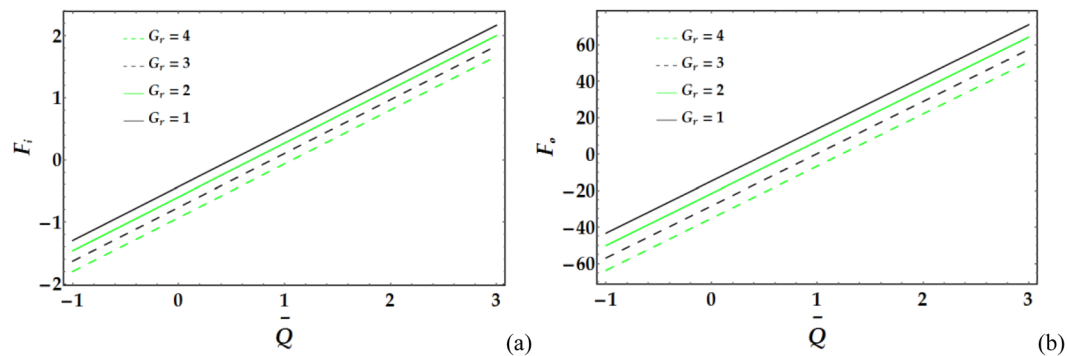 2
1
0
−1
−2
F_i
G_r = 4
G_r = 3
G_r = 2
G_r = 1
−1 0 1 2 3
Q̄
(a)
60
40
20
0
−20
−40
−60
F_o
G_r = 4
G_r = 3
G_r = 2
G_r = 1
−1 0 1 2 3
Q̄
(b)